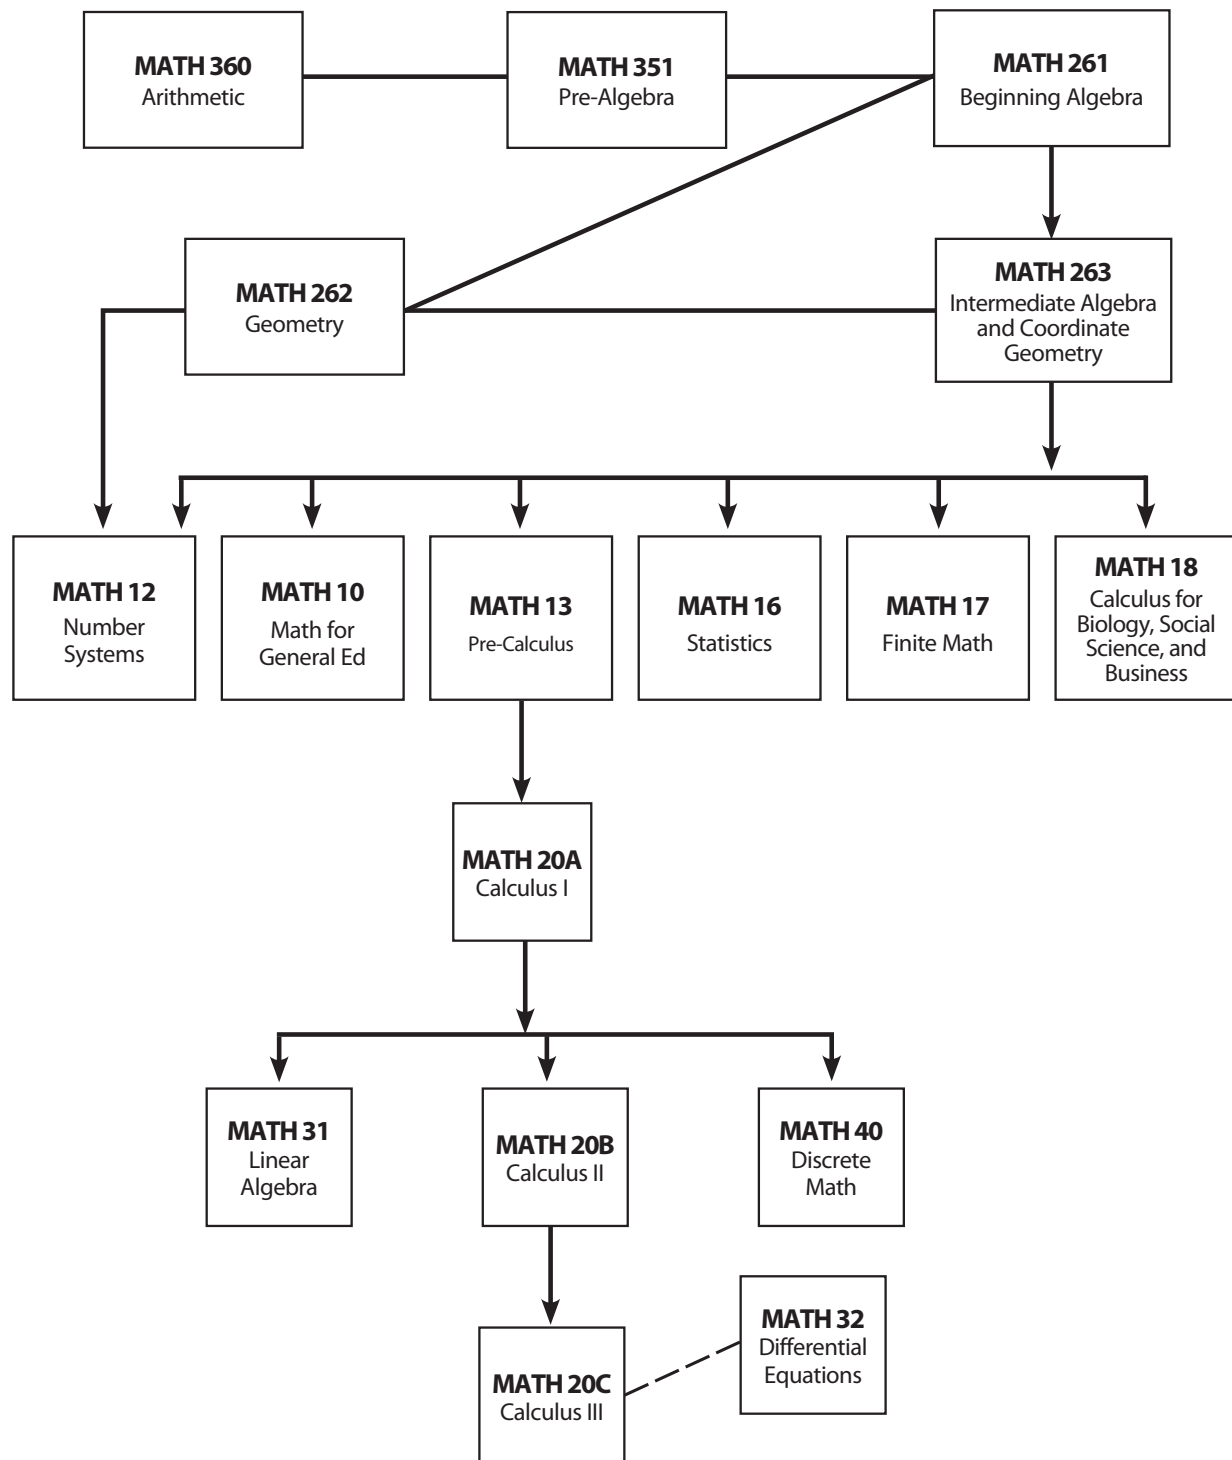 MATH 360
Arithmetic
MATH 351
Pre-Algebra
MATH 261
Beginning Algebra
MATH 262
Geometry
MATH 263
Intermediate Algebra
and Coordinate
Geometry
MATH 12
Number
Systems
MATH 10
Math for
General Ed
MATH 13
Pre-Calculus
MATH 16
Statistics
MATH 17
Finite Math
MATH 18
Calculus for
Biology, Social
Science, and
Business
MATH 20A
Calculus I
MATH 31
Linear
Algebra
MATH 20B
Calculus II
MATH 40
Discrete
Math
MATH 32
Differential
Equations
MATH 20C
Calculus III